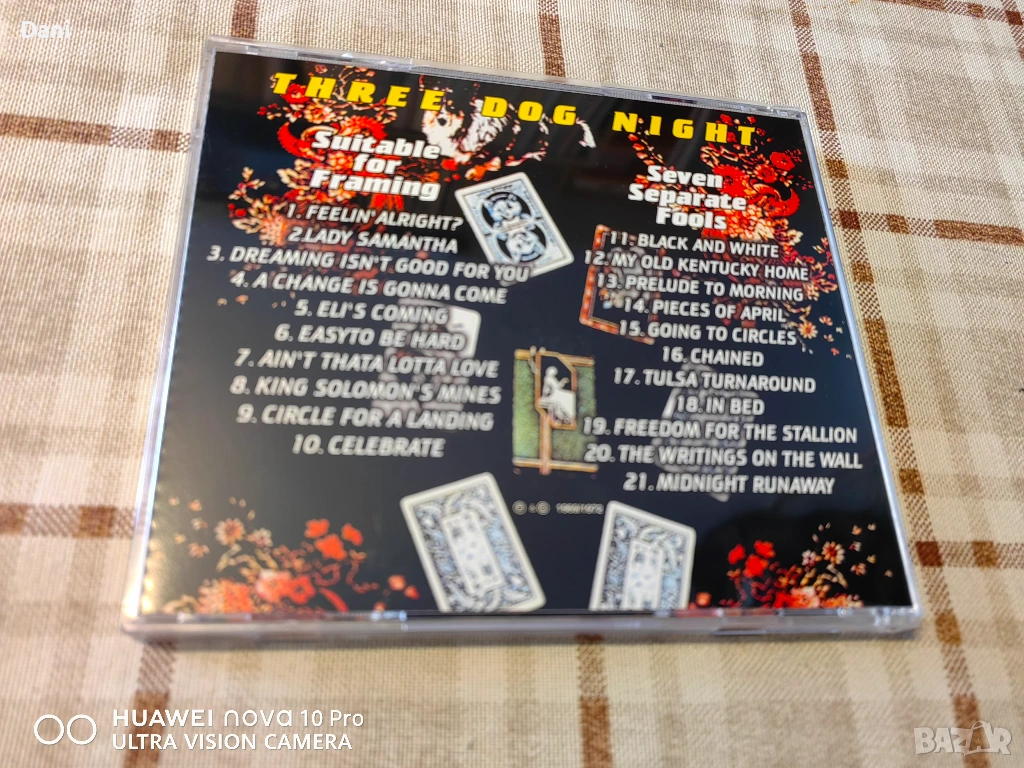 Dani
THREE DOG NIGHT
Suitable
for
Framing
1. FEELIN' ALRIGHT?
2.LADY SAMANTHA
3. DREAMING ISN'T GOOD FOR YOU
4. A CHANGE IS GONNA COME
5. ELI'S COMING
6. EASYTO BE HARD
7. AIN'T THATA LOTTA LOVE
8. KING SOLOMON'S MINES
9. CIRCLE FOR A LANDING
10. CELEBRATE
Seven
Separate
Fools
11. BLACK AND WHITE
12. MY OLD KENTUCKY HOME
13. PRELUDE TO MORNING
14. PIECES OF APRIL
15. GOING TO CIRCLES
16. CHAINED
17. TULSA TURNAROUND
18. IN BED
19. FREEDOM FOR THE STALLION
20. THE WRITINGS ON THE WALL
21. MIDNIGHT RUNAWAY
HUAWEI nova 10 Pro
ULTRA VISION CAMERA
BAZAR